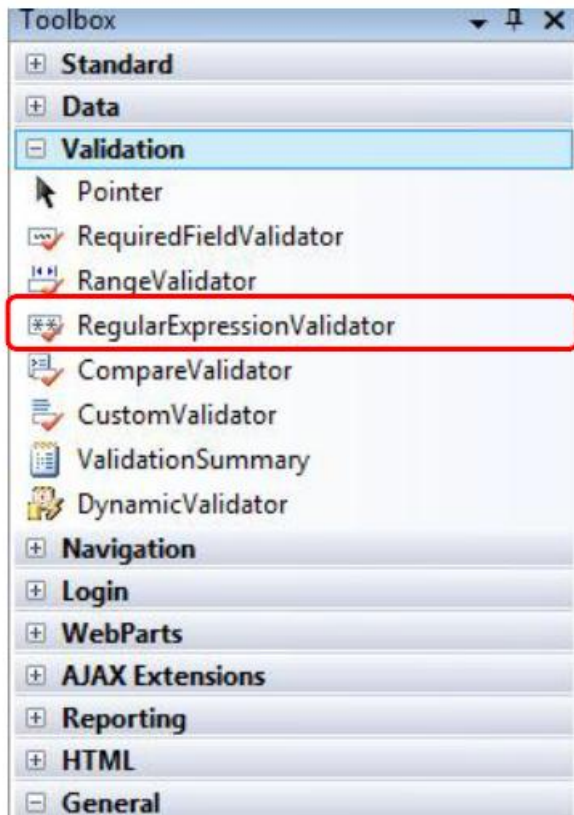 Toolbox
Standard
Data
Validation
Pointer
RequiredFieldValidator
RangeValidator
RegularExpressionValidator
CompareValidator
CustomValidator
ValidationSummary
DynamicValidator
Navigation
Login
WebParts
AJAX Extensions
Reporting
HTML
General